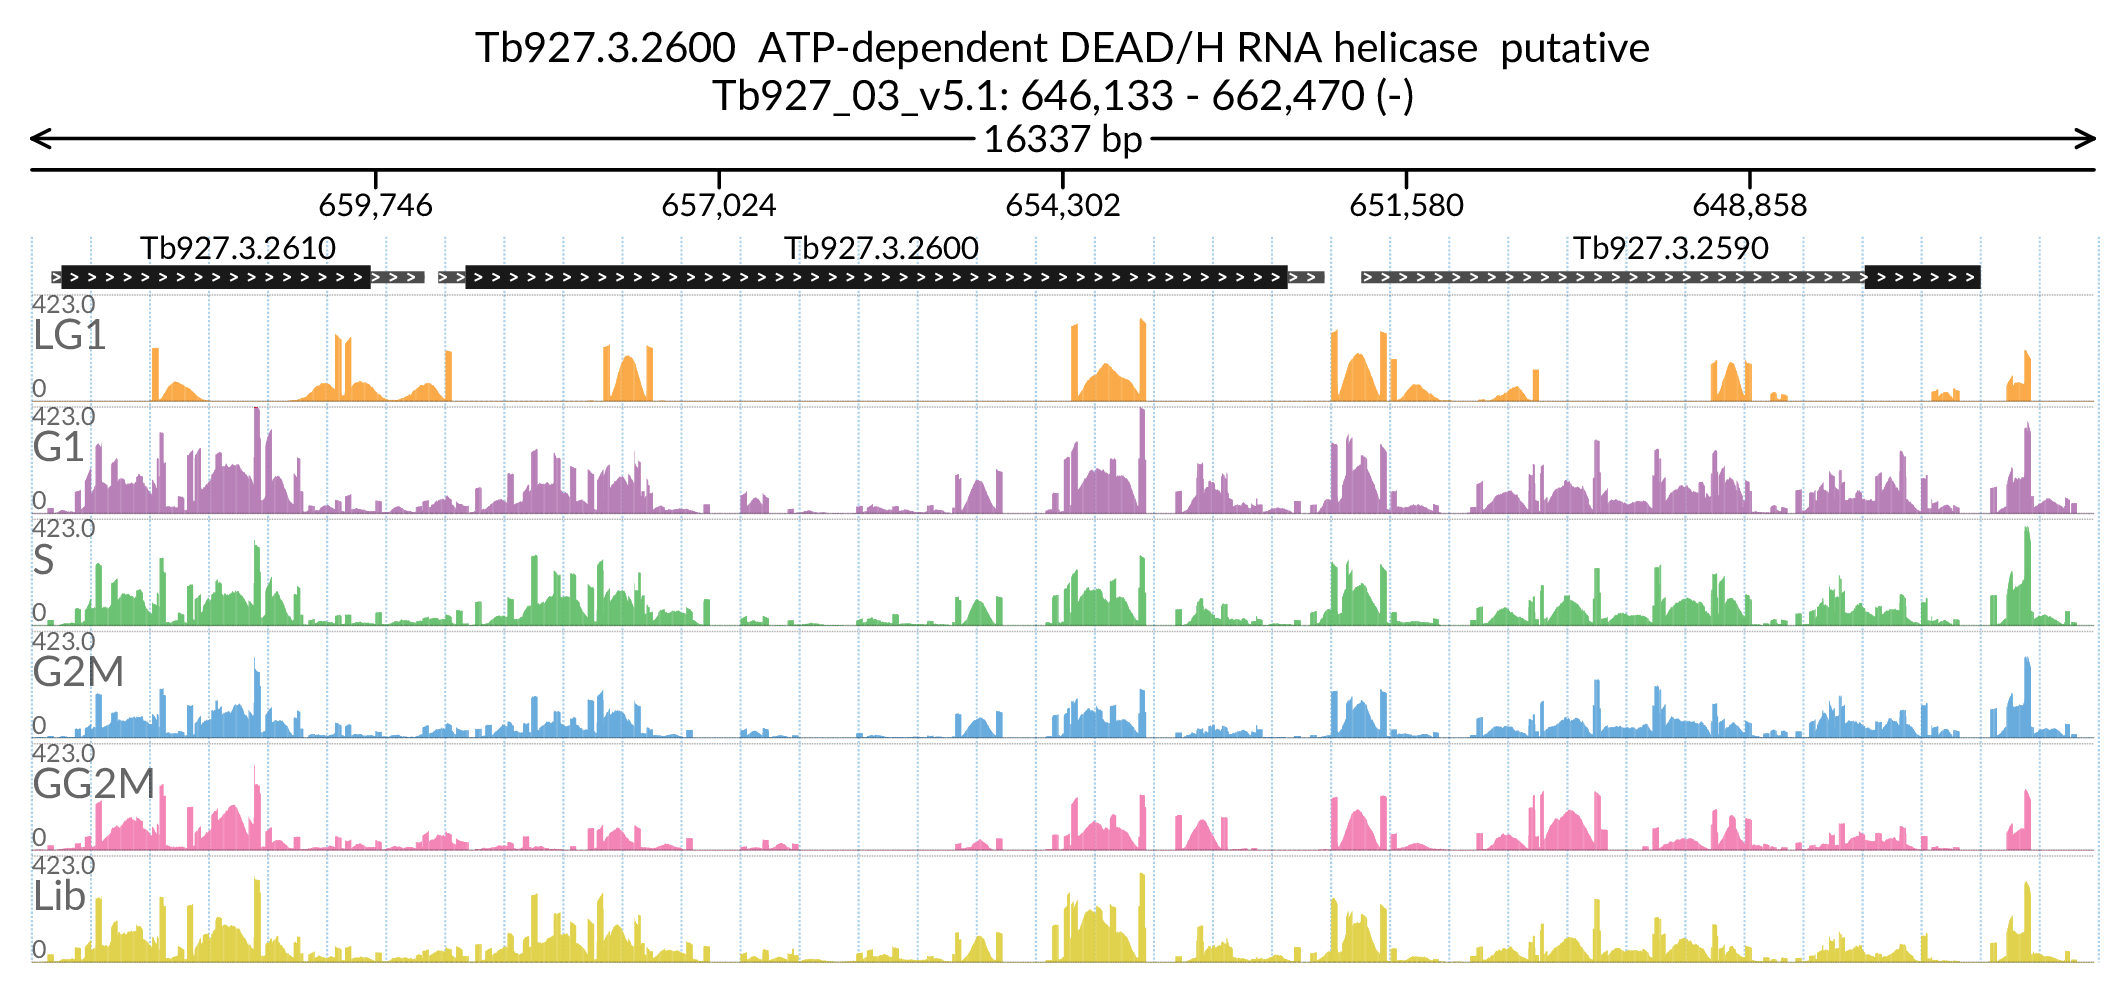 Tb927.3.2600  ATP-dependent DEAD/H RNA helicase  putative
Tb927_03_v5.1: 646,133 - 662,470 (-)
16337 bp
659,746 657,024 654,302 651,580 648,858
Tb927.3.2610 Tb927.3.2600 Tb927.3.2590
423.0
LG1
0
423.0
G1
0
423.0
S
0
423.0
G2M
0
423.0
GG2M
0
423.0
Lib
0